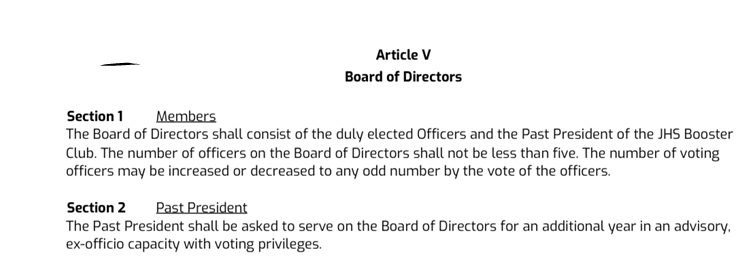 Article V
Board of Directors
Section 1 Members
The Board of Directors shall consist of the duly elected Officers and the Past President of the JHS Booster
Club. The number of officers on the Board of Directors shall not be less than five. The number of voting
officers may be increased or decreased to any odd number by the vote of the officers.
Section 2 Past President
The Past President shall be asked to serve on the Board of Directors for an additional year in an advisory,
ex-officio capacity with voting privileges.